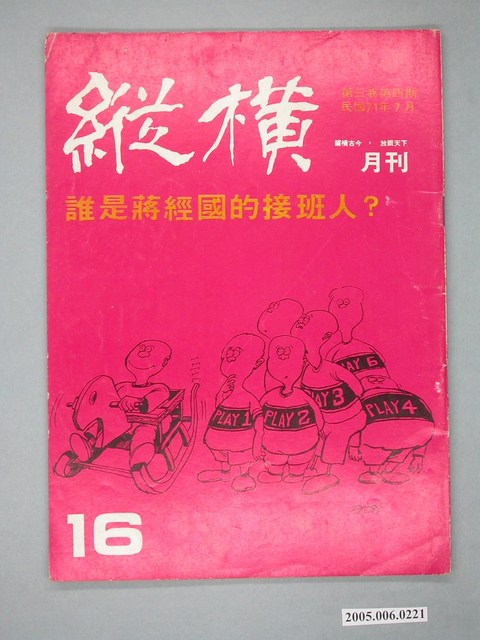 縱橫
第三卷第四期
民國71年7月
縱橫古今・放眼天下
月刊
誰是蔣經國的接班人？
PLAY 1
PLAY 2
PLAY 3
PLAY 6
PLAY 4
16
2005.006.0221